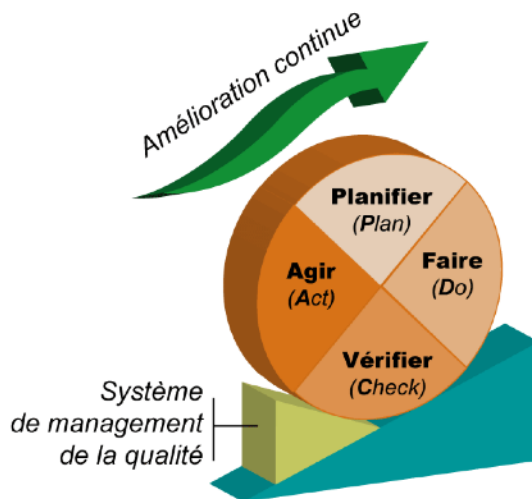 Amélioration continue
Planifier
(Plan)
Faire
(Do)
Agir
(Act)
Vérifier
(Check)
Système
de management
de la qualité